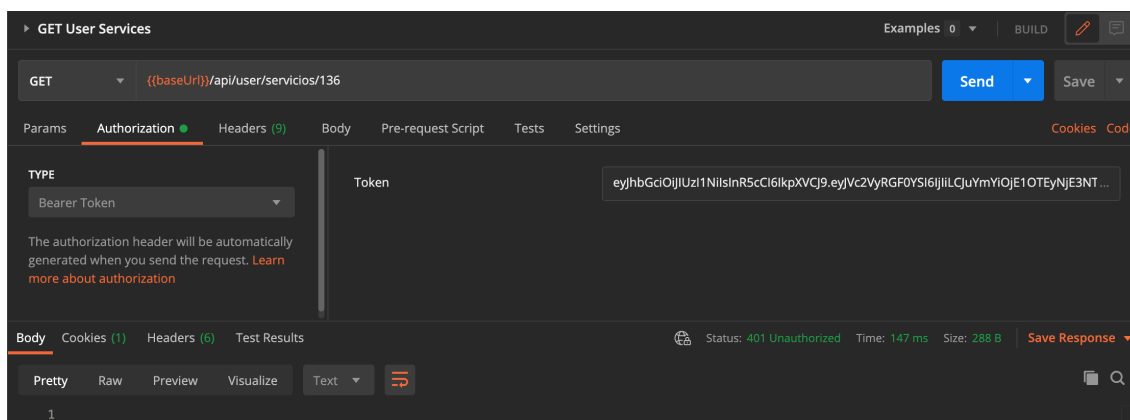 GET User Services
Examples 0
BUILD
GET
{{baseUrl}}/api/user/servicios/136
Send
Save
Params
Authorization
Headers (9)
Body
Pre-request Script
Tests
Settings
Cookies
Cod
TYPE
Bearer Token
The authorization header will be automatically
generated when you send the request. Learn
more about authorization
Token
eyJhbGciOiJIUzI1NiIsInR5cCI6IkpXVCJ9.eyJVc2VyRGF0YSI6IjIiLCJuYmYiOjE1OTEyNjE3NT...
Body
Cookies (1)
Headers (6)
Test Results
Status: 401 Unauthorized
Time: 147 ms
Size: 288 B
Save Response
Pretty
Raw
Preview
Visualize
Text
1